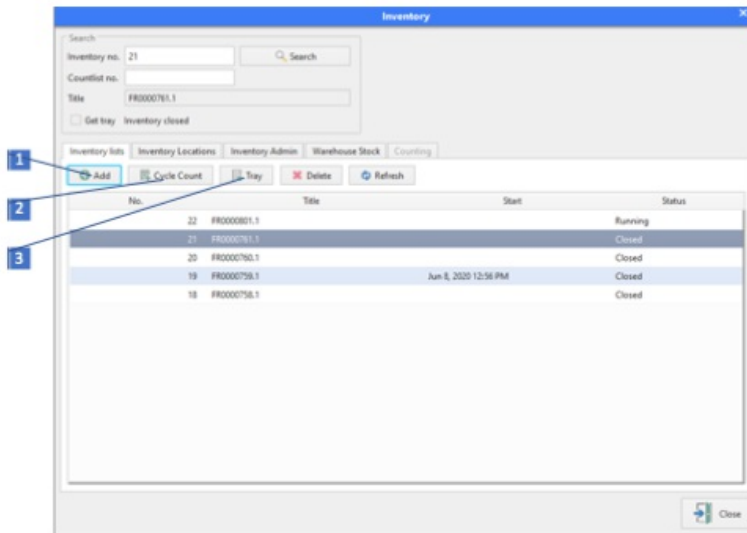 Inventory
Search
Inventory no. 21 Search
Countlist no.
Title FR0000761.1
Get tray Inventory closed
Inventory lists Inventory Locations Inventory Admin Warehouse Stock Counting
1
Add Cycle Count Tray Delete Refresh
2
No. Title Start Status
22 FR0000801.1 Running
21 FR0000761.1 Closed
3
20 FR0000760.1 Closed
19 FR0000759.1 Jun 8, 2020 12:56 PM Closed
18 FR0000758.1 Closed
Close